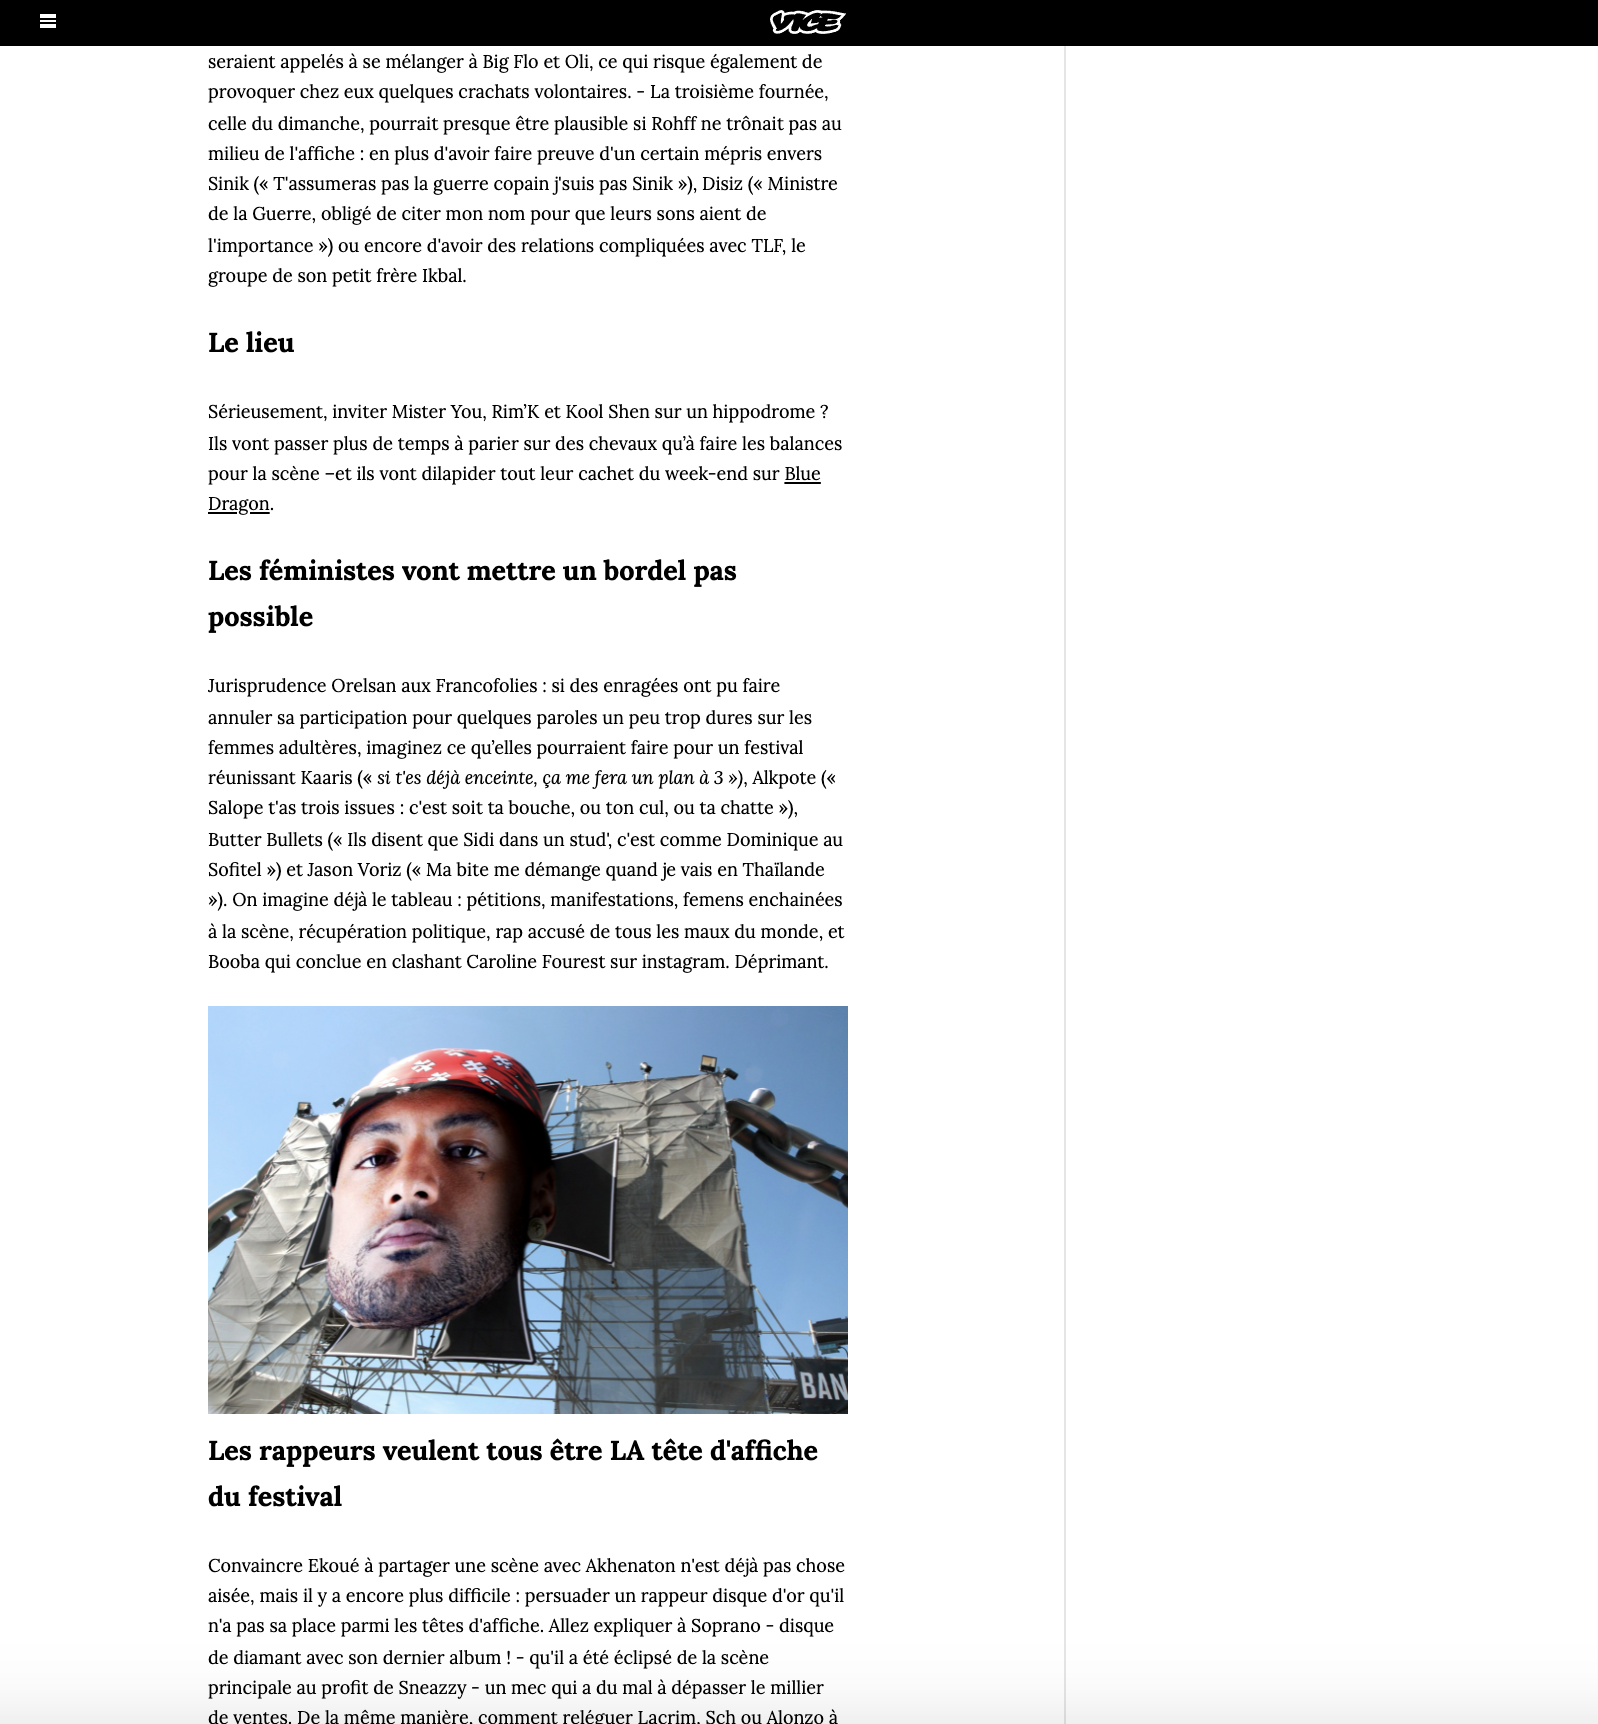 VICE
seraient appelés à se mélanger à Big Flo et Oli, ce qui risque également de
provoquer chez eux quelques crachats volontaires. - La troisième fournée,
celle du dimanche, pourrait presque être plausible si Rohff ne trônait pas au
milieu de l'affiche : en plus d'avoir faire preuve d'un certain mépris envers
Sinik (« T'assumeras pas la guerre copain j'suis pas Sinik »), Disiz (« Ministre
de la Guerre, obligé de citer mon nom pour que leurs sons aient de
l'importance ») ou encore d'avoir des relations compliquées avec TLF, le
groupe de son petit frère Ikbal.
Le lieu
Sérieusement, inviter Mister You, Rim’K et Kool Shen sur un hippodrome ?
Ils vont passer plus de temps à parier sur des chevaux qu’à faire les balances
pour la scène –et ils vont dilapider tout leur cachet du week-end sur Blue
Dragon.
Les féministes vont mettre un bordel pas
possible
Jurisprudence Orelsan aux Francofolies : si des enragées ont pu faire
annuler sa participation pour quelques paroles un peu trop dures sur les
femmes adultères, imaginez ce qu’elles pourraient faire pour un festival
réunissant Kaaris (« si t'es déjà enceinte, ça me fera un plan à 3 »), Alkpote («
Salope t'as trois issues : c'est soit ta bouche, ou ton cul, ou ta chatte »),
Butter Bullets (« Ils disent que Sidi dans un stud', c'est comme Dominique au
Sofitel ») et Jason Voriz (« Ma bite me démange quand je vais en Thaïlande
»). On imagine déjà le tableau : pétitions, manifestations, femens enchainées
à la scène, récupération politique, rap accusé de tous les maux du monde, et
Booba qui conclue en clashant Caroline Fourest sur instagram. Déprimant.
BAN
Les rappeurs veulent tous être LA tête d'affiche
du festival
Convaincre Ekoué à partager une scène avec Akhenaton n'est déjà pas chose
aisée, mais il y a encore plus difficile : persuader un rappeur disque d'or qu'il
n'a pas sa place parmi les têtes d'affiche. Allez expliquer à Soprano - disque
de diamant avec son dernier album ! - qu'il a été éclipsé de la scène
principale au profit de Sneazzy - un mec qui a du mal à dépasser le millier
de ventes. De la même manière, comment reléguer Lacrim, Sch ou Alonzo à